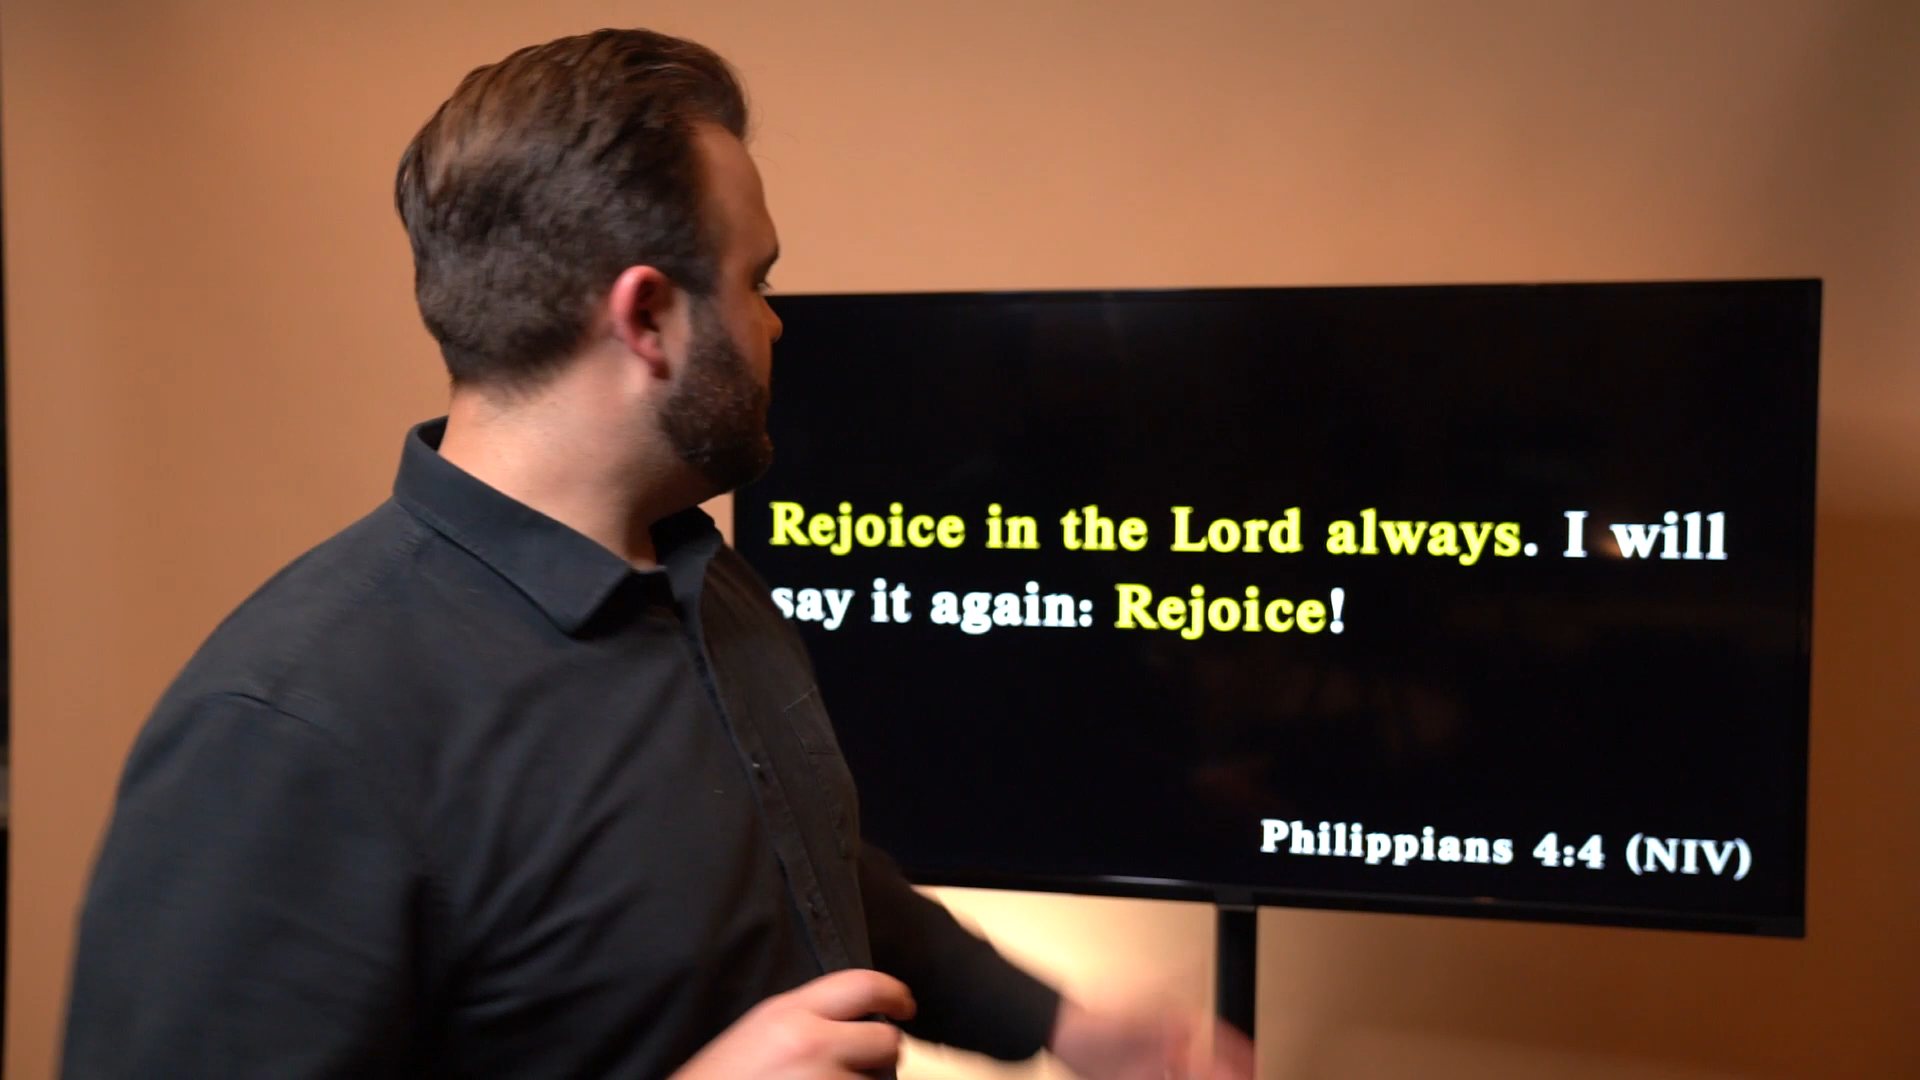 Rejoice in the Lord always. I will
say it again: Rejoice!
Philippians 4:4 (NIV)